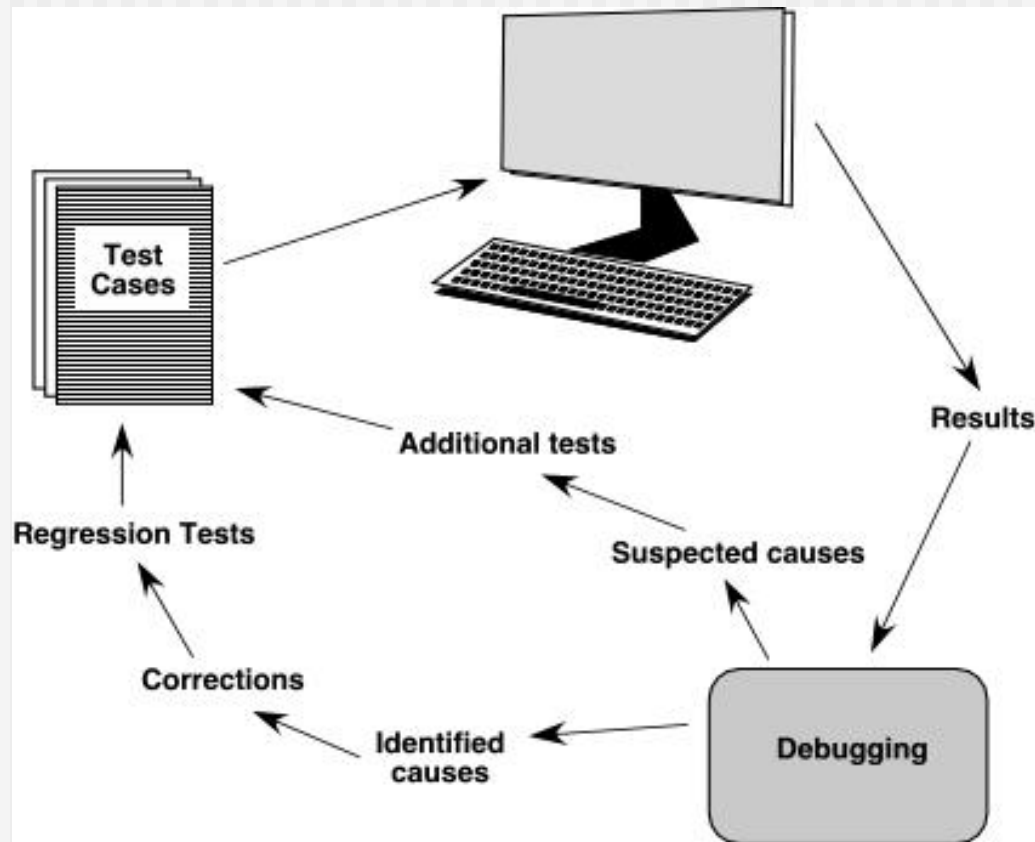 Test
Cases
Results
Additional tests
Regression Tests
Suspected causes
Corrections
Identified
causes
Debugging